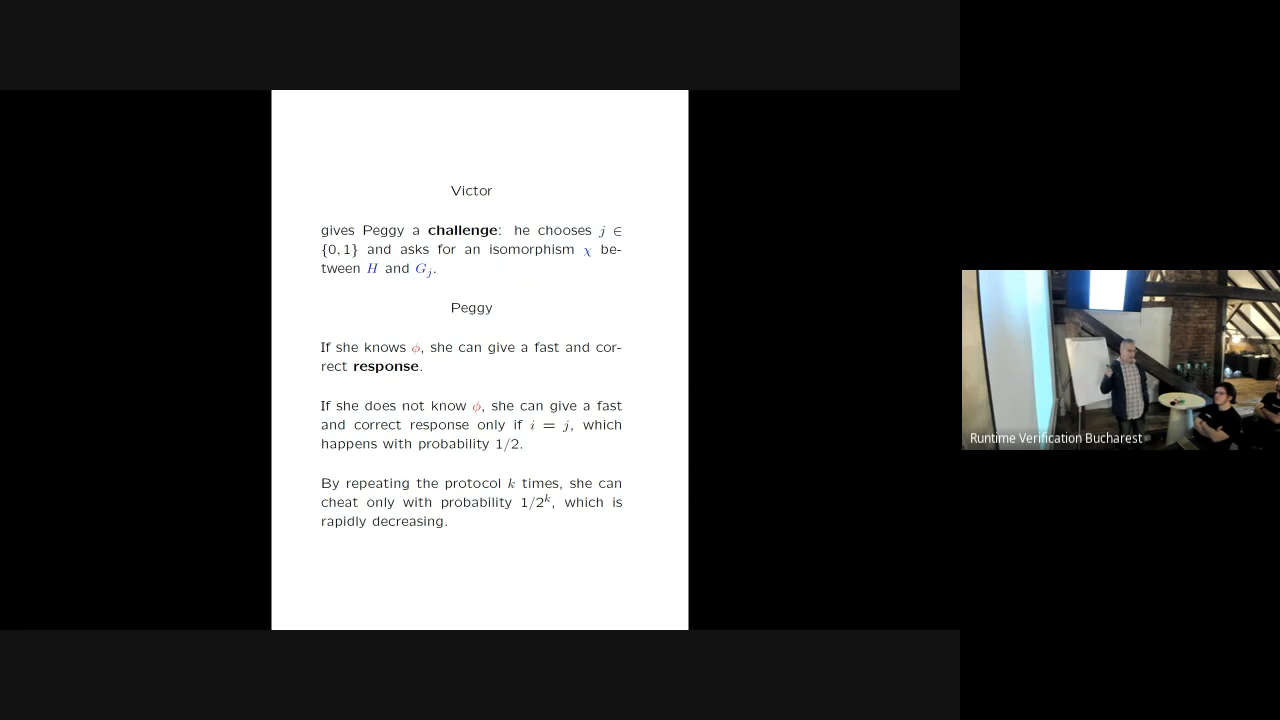 Victor
gives Peggy a challenge: he chooses j ∈
{0, 1} and asks for an isomorphism χ be-
tween H and G_j.
Peggy
If she knows ϕ, she can give a fast and cor-
rect response.
If she does not know ϕ, she can give a fast
and correct response only if i = j, which
happens with probability 1/2.
By repeating the protocol k times, she can
cheat only with probability 1/2^k, which is
rapidly decreasing.
Runtime Verification Bucharest